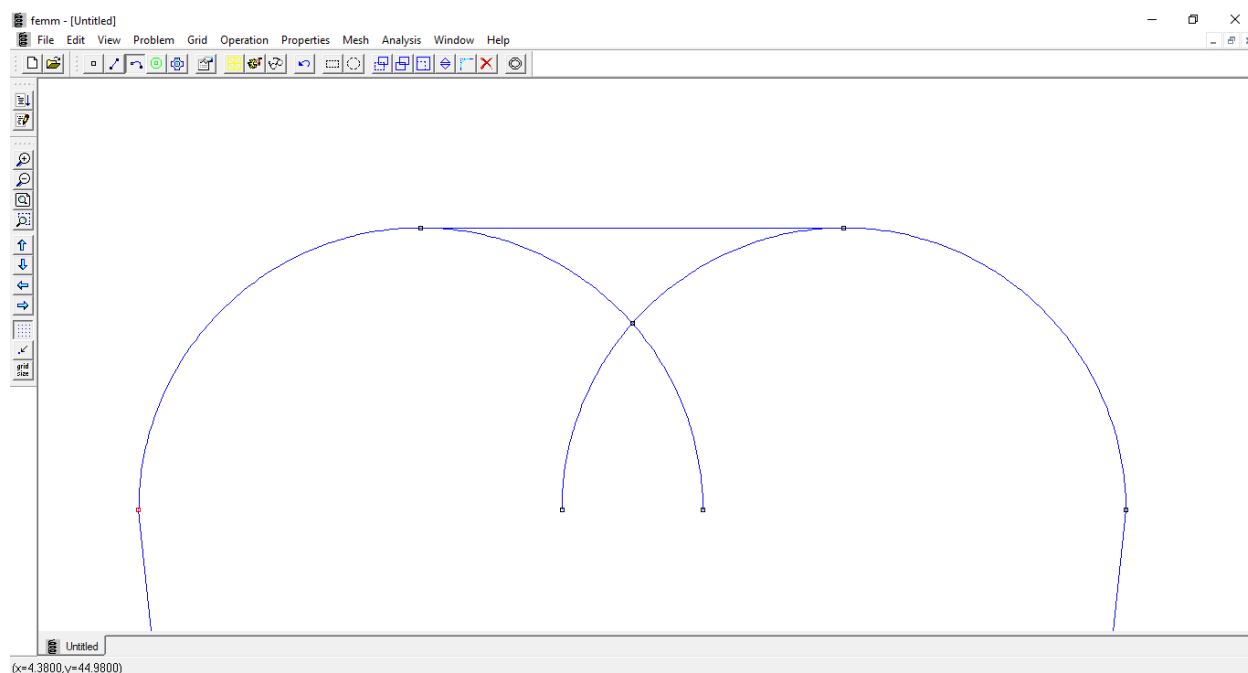 femm - [Untitled]
File Edit View Problem Grid Operation Properties Mesh Analysis Window Help
grid
size
Untitled
(x=4.3800,y=44.9800)